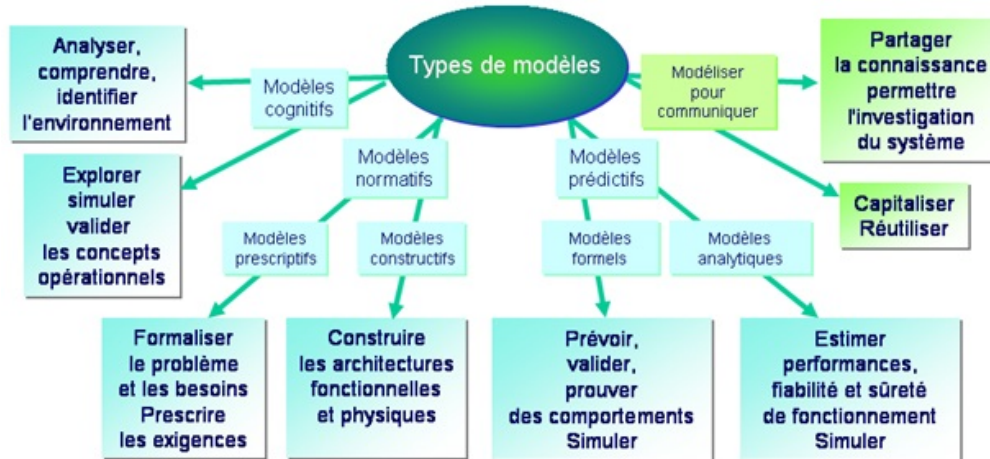 Types de modèles
Analyser,
comprendre,
identifier
l'environnement
Modèles
cognitifs
Modéliser
pour
communiquer
Partager
la connaissance
permettre
l'investigation
du système
Explorer
simuler
valider
les concepts
opérationnels
Modèles
normatifs
Modèles
prédictifs
Capitaliser
Réutiliser
Modèles
prescriptifs
Modèles
constructifs
Modèles
formels
Modèles
analytiques
Formaliser
le problème
et les besoins
Prescrire
les exigences
Construire
les architectures
fonctionnelles
et physiques
Prévoir,
valider,
prouver
des comportements
Simuler
Estimer
performances,
fiabilité et sûreté
de fonctionnement
Simuler